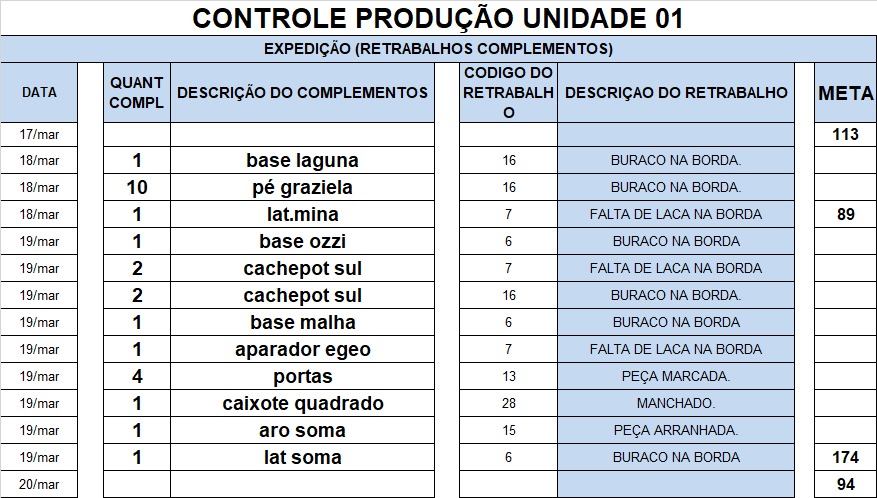 CONTROLE PRODUÇÃO UNIDADE 01
EXPEDIÇÃO (RETRABALHOS COMPLEMENTOS)
DATA QUANT COMPL DESCRIÇÃO DO COMPLEMENTOS CODIGO DO RETRABALHO DESCRIÇAO DO RETRABALHO META
17/mar 113
18/mar 1 base laguna 16 BURACO NA BORDA.
18/mar 10 pé graziela 16 BURACO NA BORDA.
18/mar 1 lat.mina 7 FALTA DE LACA NA BORDA 89
19/mar 1 base ozzi 6 BURACO NA BORDA
19/mar 2 cachepot sul 7 FALTA DE LACA NA BORDA
19/mar 2 cachepot sul 16 BURACO NA BORDA.
19/mar 1 base malha 6 BURACO NA BORDA
19/mar 1 aparador egeo 7 FALTA DE LACA NA BORDA
19/mar 4 portas 13 PEÇA MARCADA.
19/mar 1 caixote quadrado 28 MANCHADO.
19/mar 1 aro soma 15 PEÇA ARRANHADA.
19/mar 1 lat soma 6 BURACO NA BORDA 174
20/mar 94